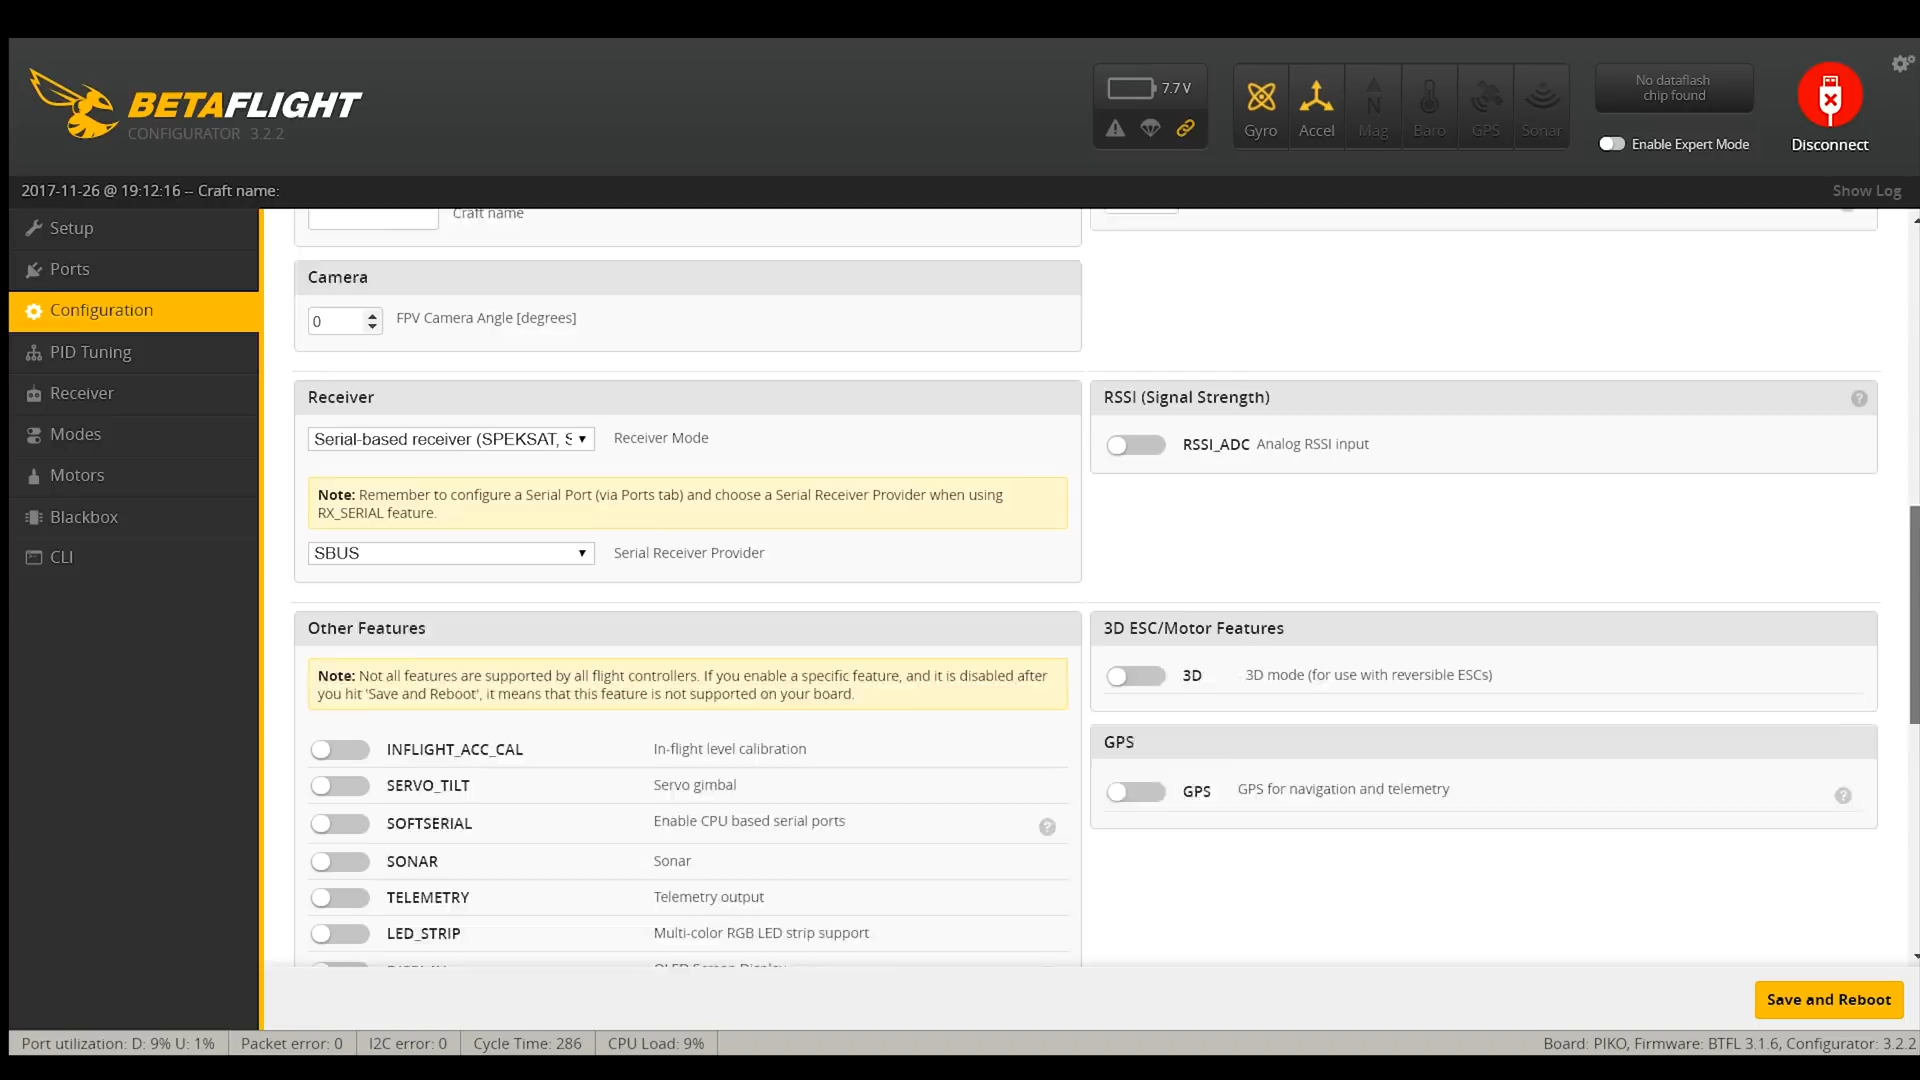 BETAFLIGHT
CONFIGURATOR 3.2.2
7.7 V
Gyro
Accel
Mag
Baro
GPS
Sonar
No dataflash
chip found
Enable Expert Mode
Disconnect
2017-11-26 @ 19:12:16 -- Craft name:
Show Log
Setup
Ports
Configuration
PID Tuning
Receiver
Modes
Motors
Blackbox
CLI
Craft name
Camera
0
FPV Camera Angle [degrees]
Receiver
Serial-based receiver (SPEKSAT, S
Receiver Mode
Note: Remember to configure a Serial Port (via Ports tab) and choose a Serial Receiver Provider when using
RX_SERIAL feature.
SBUS
Serial Receiver Provider
RSSI (Signal Strength)
?
RSSI_ADC Analog RSSI input
Other Features
Note: Not all features are supported by all flight controllers. If you enable a specific feature, and it is disabled after
you hit 'Save and Reboot', it means that this feature is not supported on your board.
INFLIGHT_ACC_CAL In-flight level calibration
SERVO_TILT Servo gimbal
SOFTSERIAL Enable CPU based serial ports ?
SONAR Sonar
TELEMETRY Telemetry output
LED_STRIP Multi-color RGB LED strip support
3D ESC/Motor Features
3D 3D mode (for use with reversible ESCs)
GPS
GPS GPS for navigation and telemetry ?
Save and Reboot
Port utilization: D: 9% U: 1%
Packet error: 0
I2C error: 0
Cycle Time: 286
CPU Load: 9%
Board: PIKO, Firmware: BTFL 3.1.6, Configurator: 3.2.2